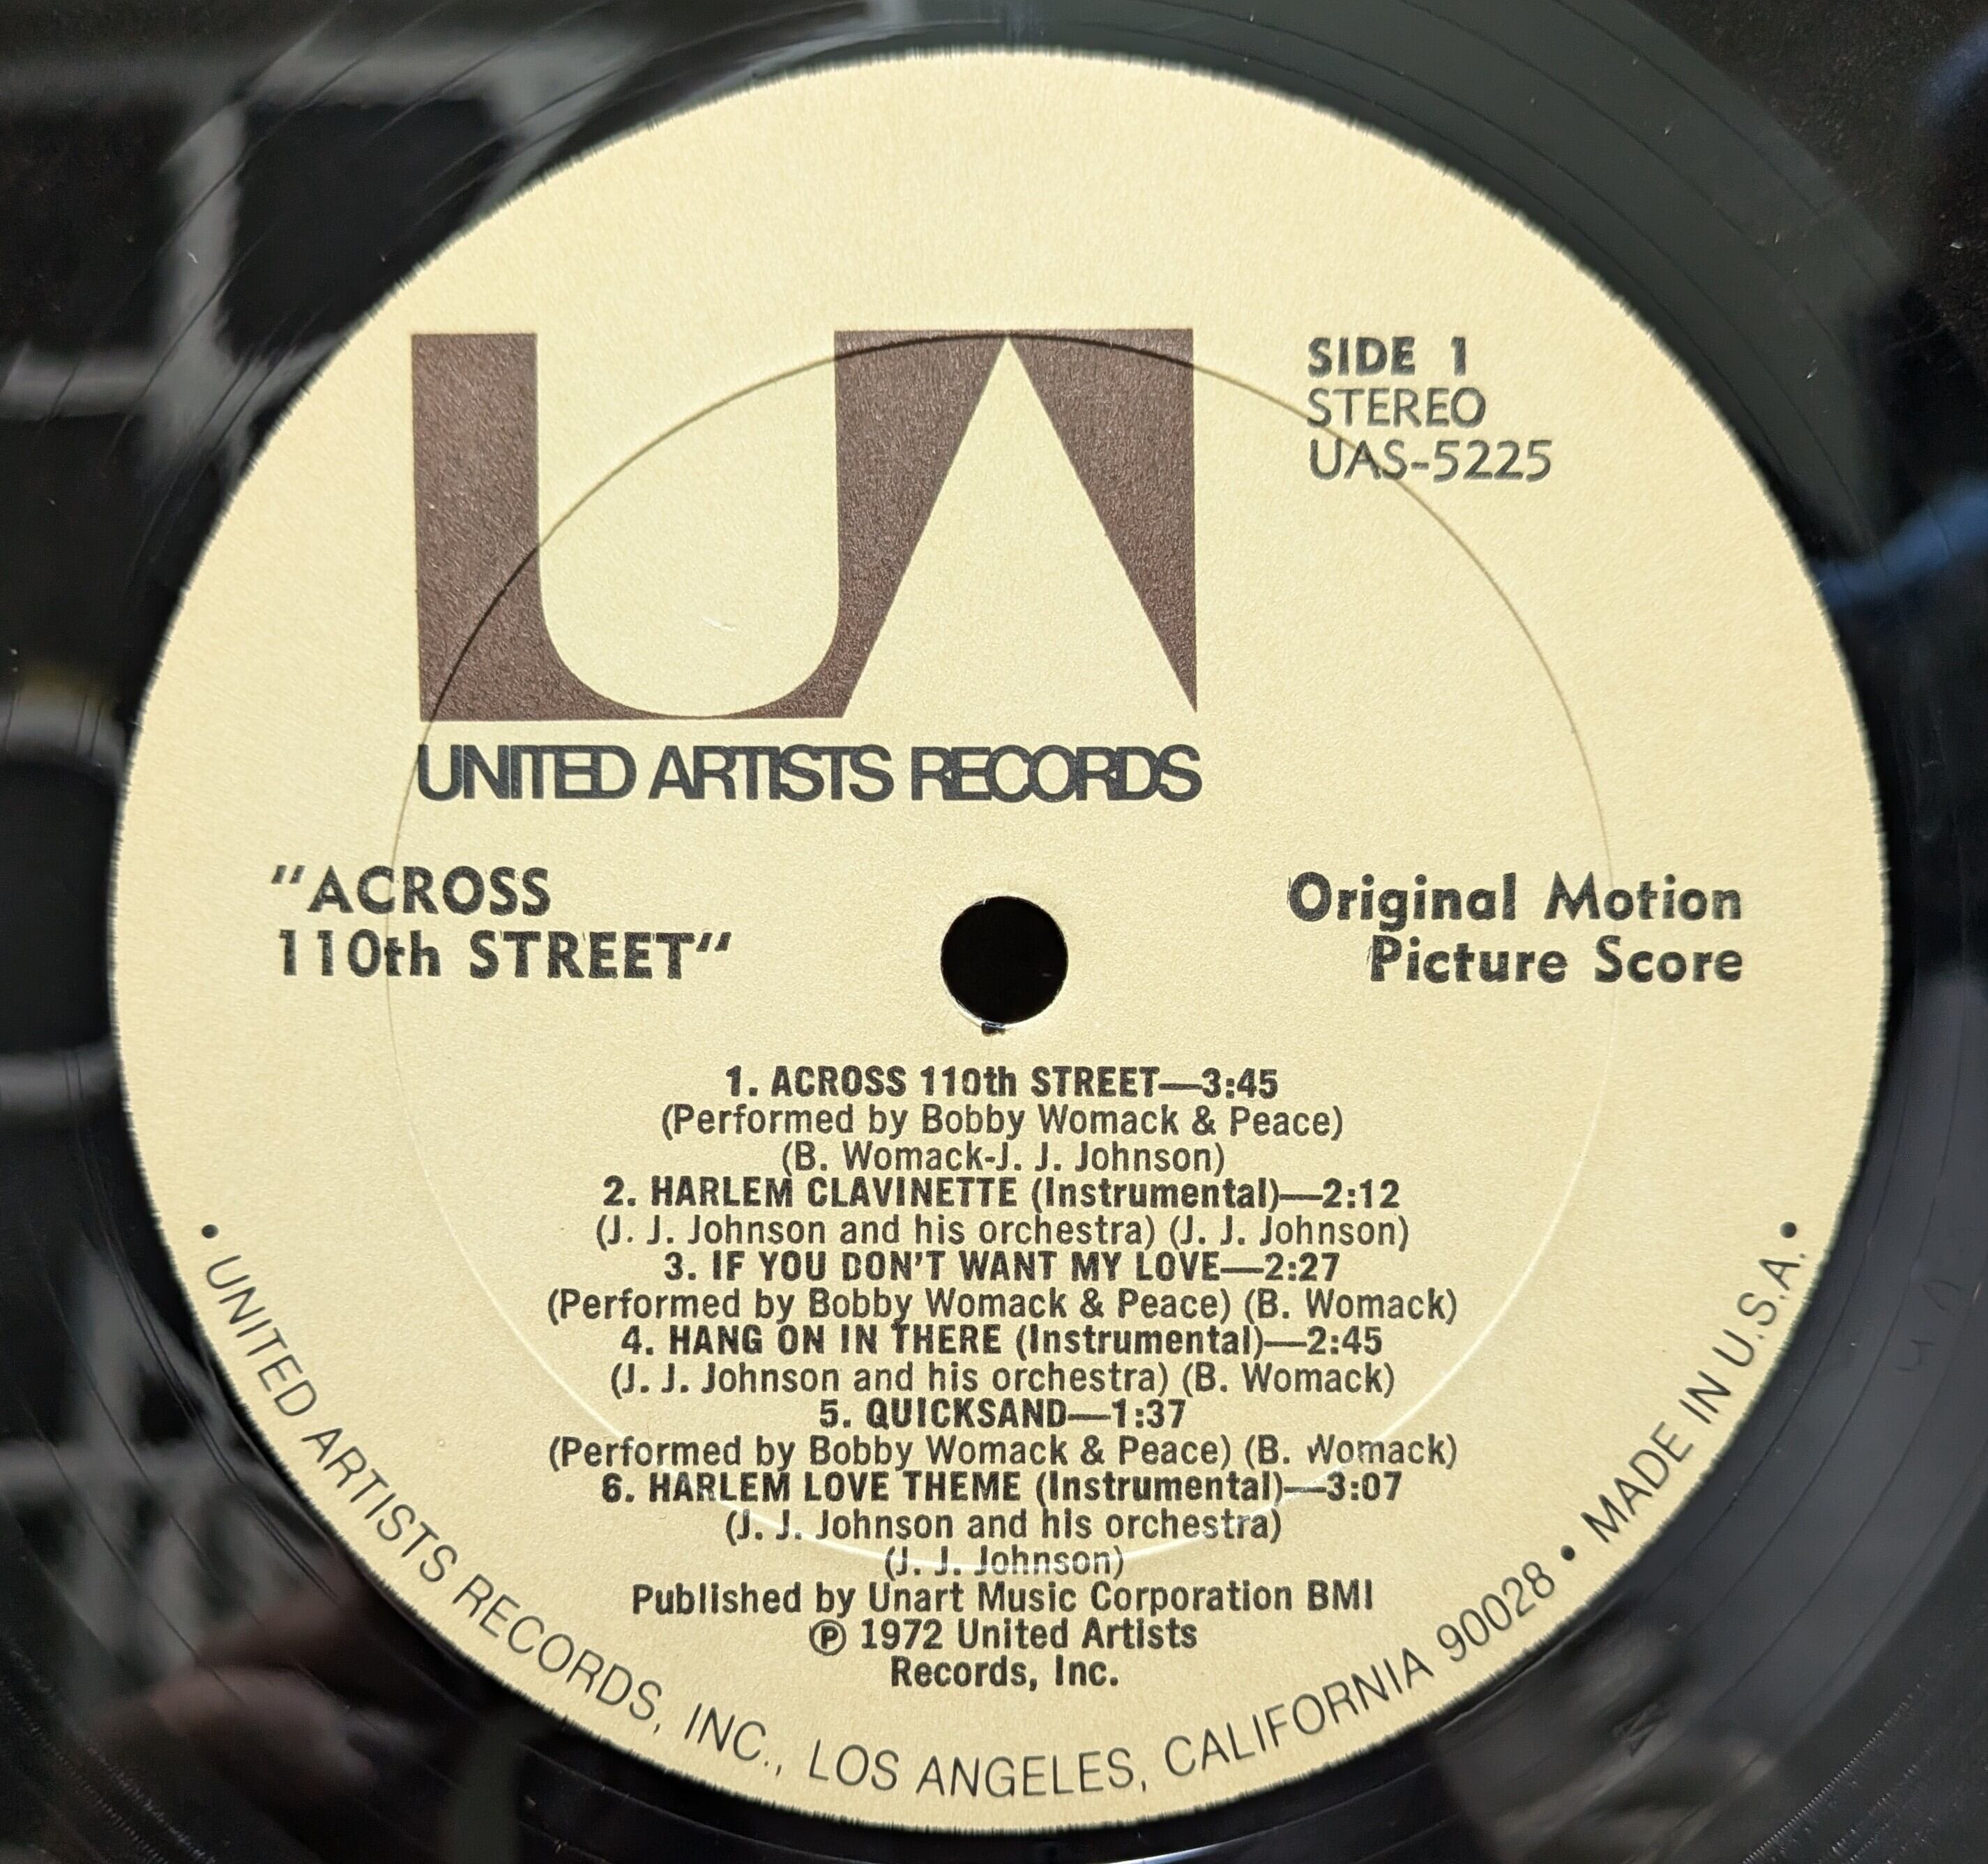 UA
UNITED ARTISTS RECORDS
SIDE 1
STEREO
UAS-5225
"ACROSS
110th STREET"
Original Motion
Picture Score
1. ACROSS 110th STREET—3:45
(Performed by Bobby Womack & Peace)
(B. Womack-J. J. Johnson)
2. HARLEM CLAVINETTE (Instrumental)—2:12
(J. J. Johnson and his orchestra) (J. J. Johnson)
3. IF YOU DON'T WANT MY LOVE—2:27
(Performed by Bobby Womack & Peace) (B. Womack)
4. HANG ON IN THERE (Instrumental)—2:45
(J. J. Johnson and his orchestra) (B. Womack)
5. QUICKSAND—1:37
(Performed by Bobby Womack & Peace) (B. Womack)
6. HARLEM LOVE THEME (Instrumental)—3:07
(J. J. Johnson and his orchestra)
(J. J. Johnson)
Published by Unart Music Corporation BMI
℗ 1972 United Artists
Records, Inc.
• UNITED ARTISTS RECORDS, INC., LOS ANGELES, CALIFORNIA 90028 • MADE IN U.S.A. •